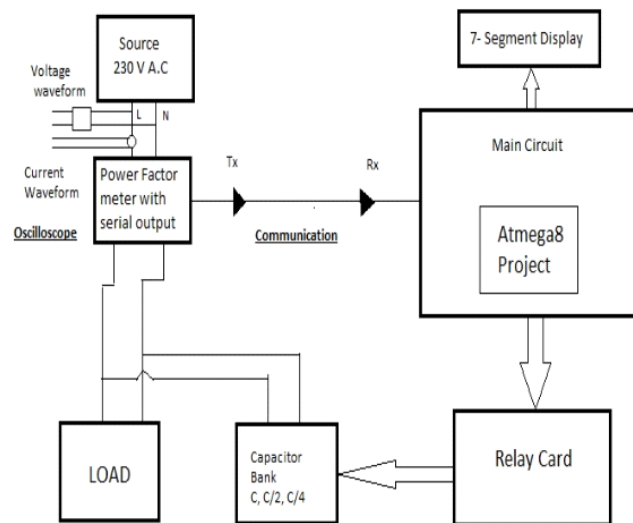 Source
230 V A.C
7- Segment Display
Voltage
waveform
L
N
Main Circuit
Tx
Rx
Current
Waveform
Power Factor
meter with
serial output
Oscilloscope
Communication
Atmega8
Project
LOAD
Capacitor
Bank
C, C/2, C/4
Relay Card